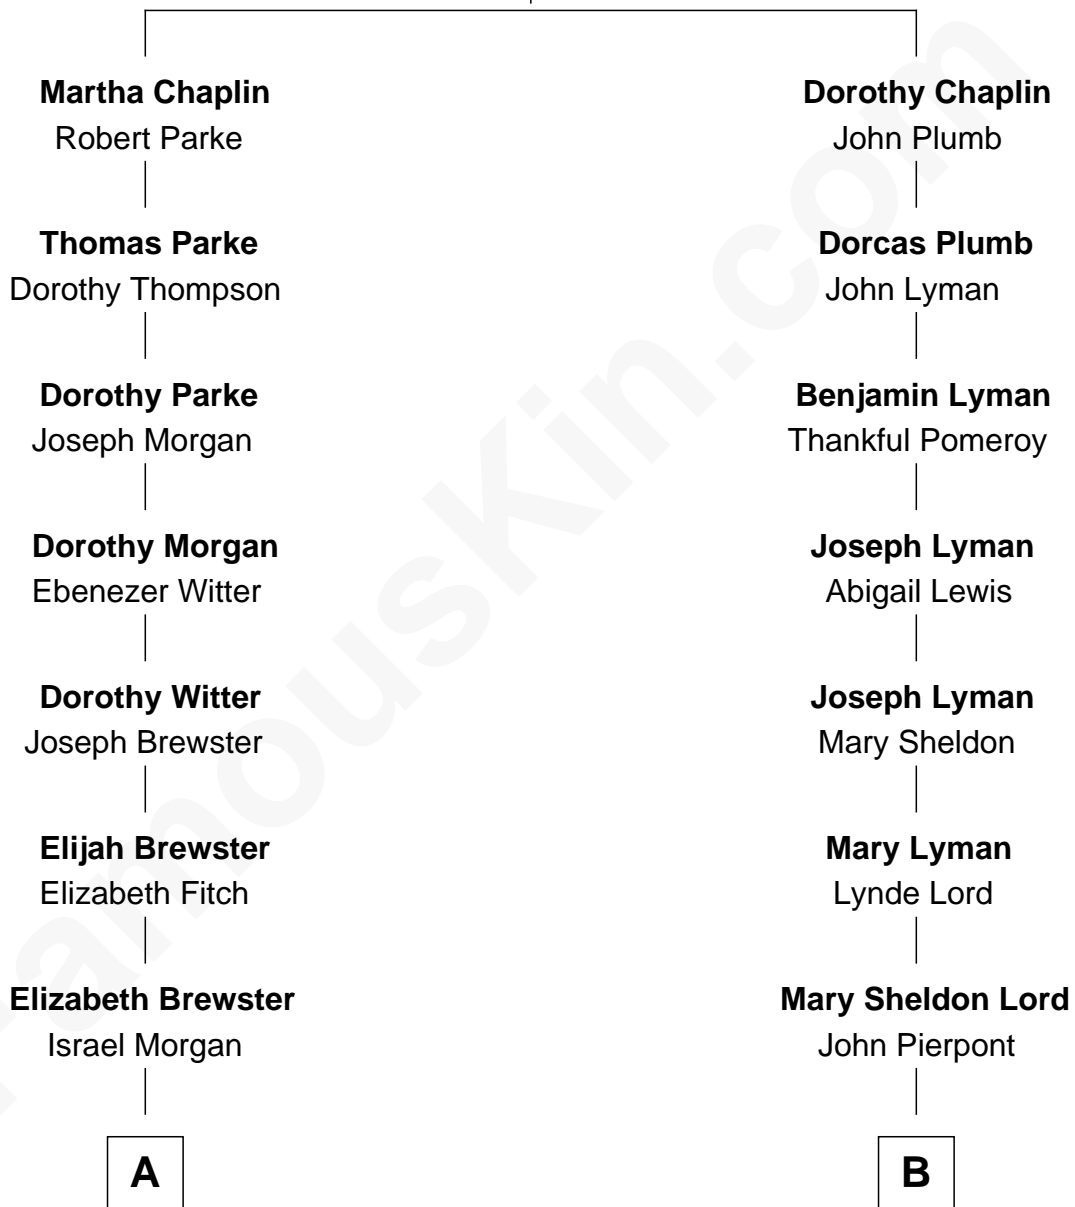 Martha Chaplin
Robert Parke
Thomas Parke
Dorothy Thompson
Dorothy Parke
Joseph Morgan
Dorothy Morgan
Ebenezer Witter
Dorothy Witter
Joseph Brewster
Elijah Brewster
Elizabeth Fitch
Elizabeth Brewster
Israel Morgan
A
Dorothy Chaplin
John Plumb
Dorcas Plumb
John Lyman
Benjamin Lyman
Thankful Pomeroy
Joseph Lyman
Abigail Lewis
Joseph Lyman
Mary Sheldon
Mary Lyman
Lynde Lord
Mary Sheldon Lord
John Pierpont
B
FamousKin.com